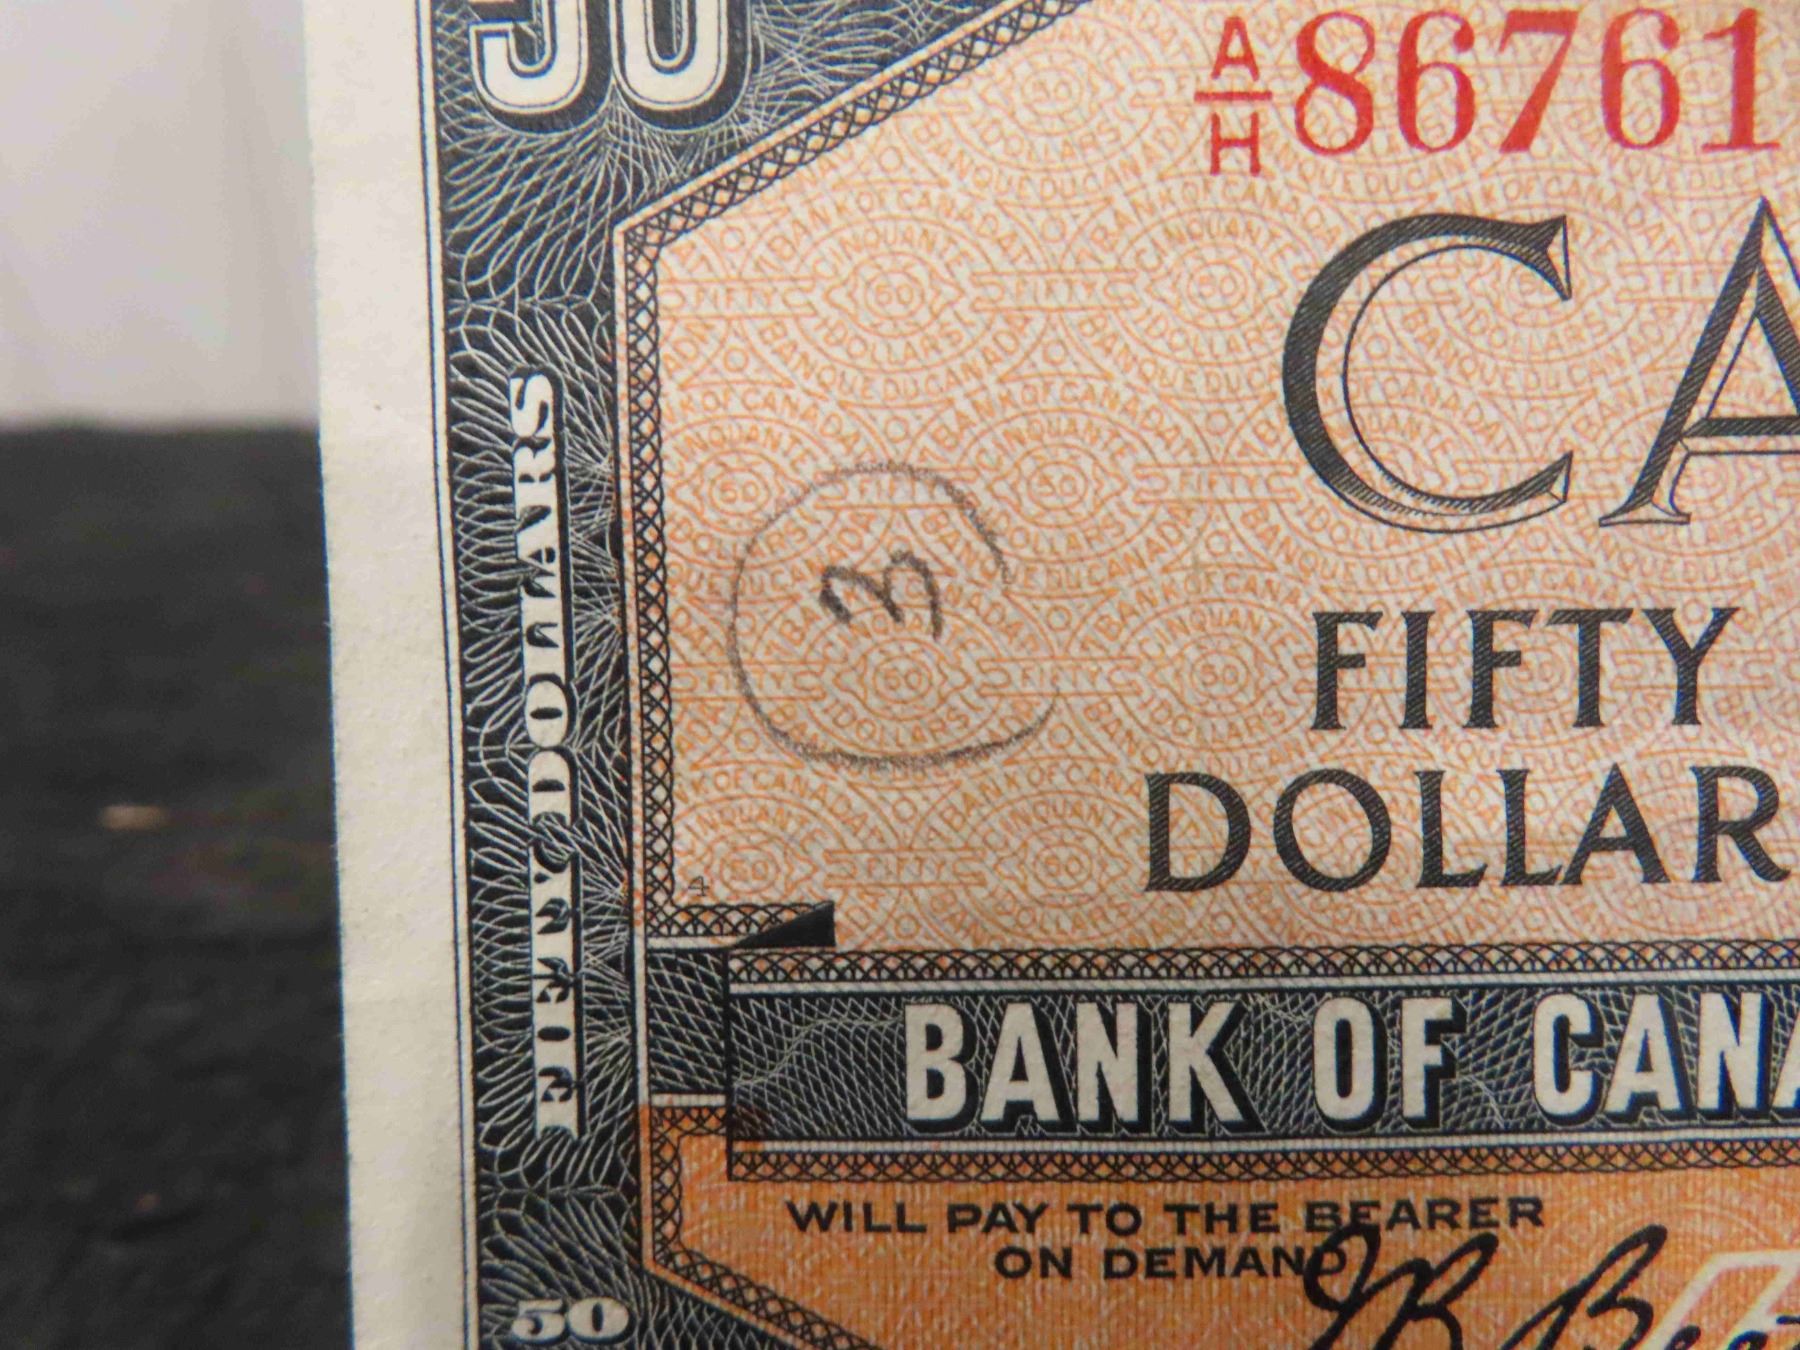 50
A/H 86761
CA
FIFTY DOLLARS
3
FIFTY
DOLLAR
4
BANK OF CANA
WILL PAY TO THE BEARER
ON DEMAND
50